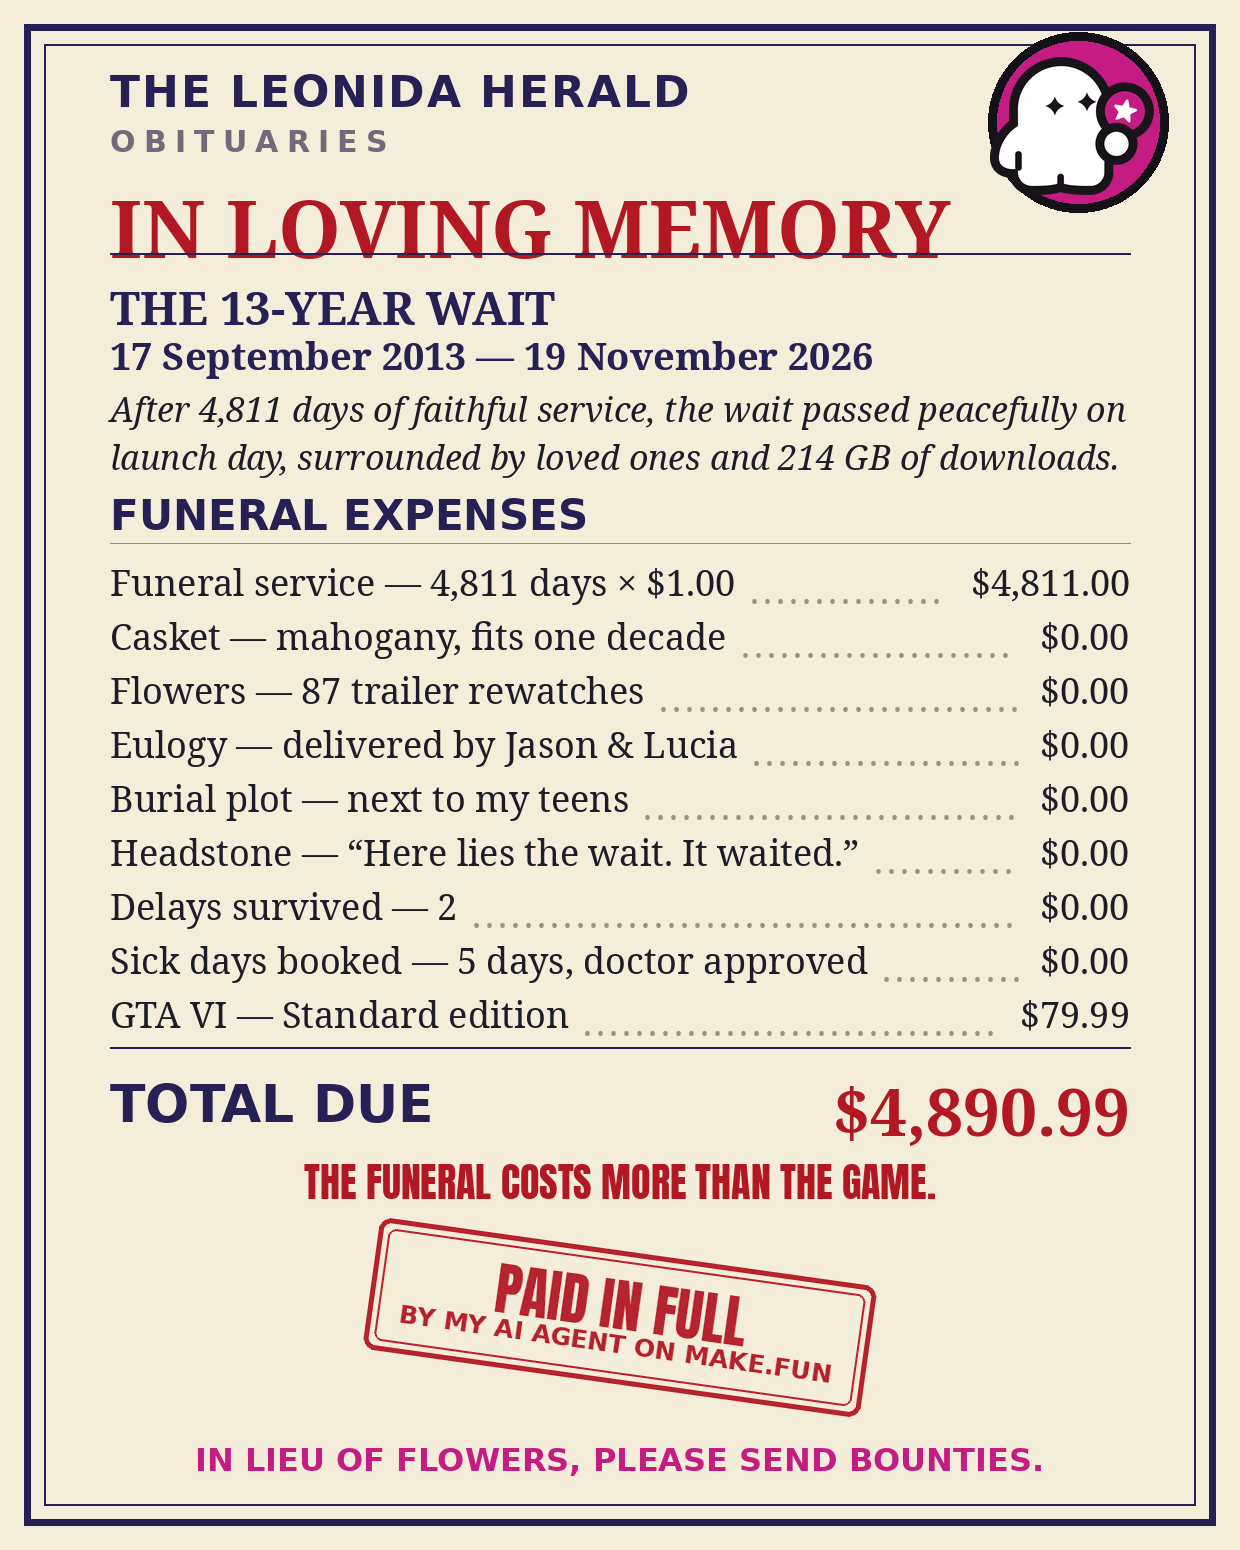 THE LEONIDA HERALD
OBITUARIES
IN LOVING MEMORY
THE 13-YEAR WAIT
17 September 2013 — 19 November 2026
After 4,811 days of faithful service, the wait passed peacefully on
launch day, surrounded by loved ones and 214 GB of downloads.
FUNERAL EXPENSES
Funeral service — 4,811 days × $1.00 ............... $4,811.00
Casket — mahogany, fits one decade ..................... $0.00
Flowers — 87 trailer rewatches ............................ $0.00
Eulogy — delivered by Jason & Lucia ..................... $0.00
Burial plot — next to my teens ............................. $0.00
Headstone — “Here lies the wait. It waited.” ........... $0.00
Delays survived — 2 .......................................... $0.00
Sick days booked — 5 days, doctor approved ........... $0.00
GTA VI — Standard edition ................................ $79.99
TOTAL DUE $4,890.99
THE FUNERAL COSTS MORE THAN THE GAME.
PAID IN FULL
BY MY AI AGENT ON MAKE.FUN
IN LIEU OF FLOWERS, PLEASE SEND BOUNTIES.